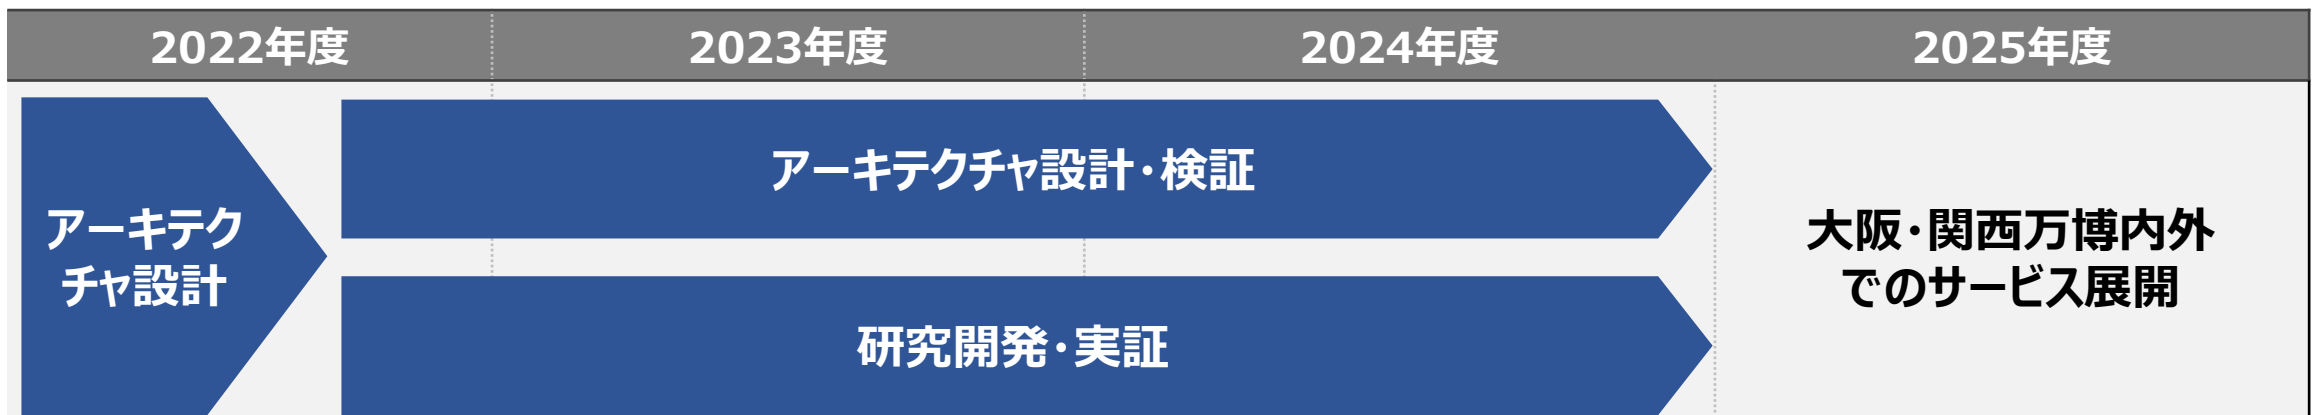 2022年度 2023年度 2024年度 2025年度
アーキテクチャ設計・検証
アーキテク
チャ設計
研究開発・実証
大阪・関西万博内外
でのサービス展開